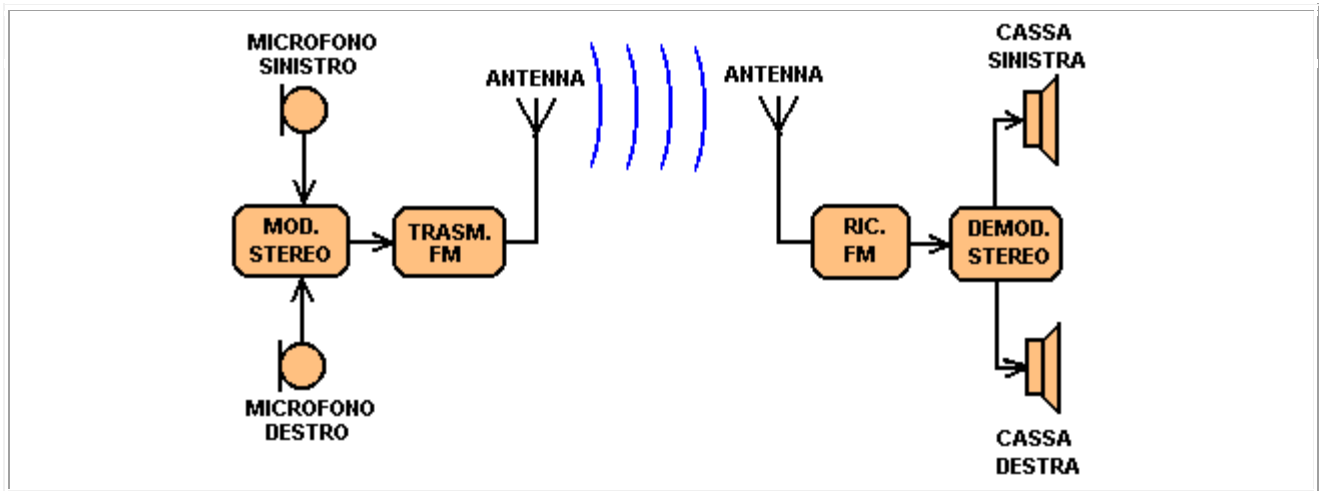 MICROFONO
SINISTRO
ANTENNA
ANTENNA
CASSA
SINISTRA
MOD.
STEREO
TRASM.
FM
RIC.
FM
DEMOD.
STEREO
MICROFONO
DESTRO
CASSA
DESTRA